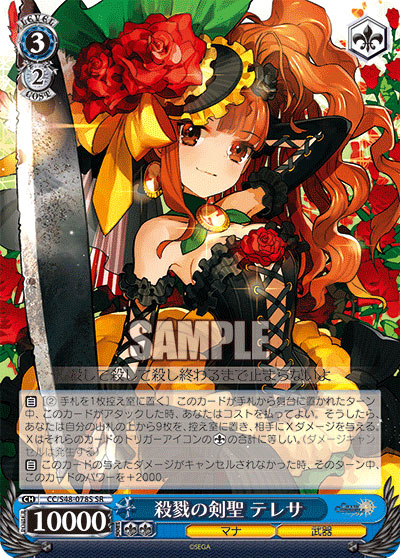 LEVEL
3
2
COST
SAMPLE
殺して殺して殺し終わるまで止まらないよ
自【② 手札を1枚控え室に置く】 このカードが手札から舞台に置かれたターン
中、このカードがアタックした時、あなたはコストを払ってよい。そうしたら、
あなたは自分の山札の上から9枚を、控え室に置き、相手にXダメージを与える。
Xはそれらのカードのトリガーアイコンの の合計に等しい。(ダメージキャン
セルは発生する)
自 このカードの与えたダメージがキャンセルされなかった時、そのターン中、
このカードのパワーを+2000。
CH
CC/S48-078S SR
10000
殺戮の剣聖 テレサ
マナ
武器
©SEGA